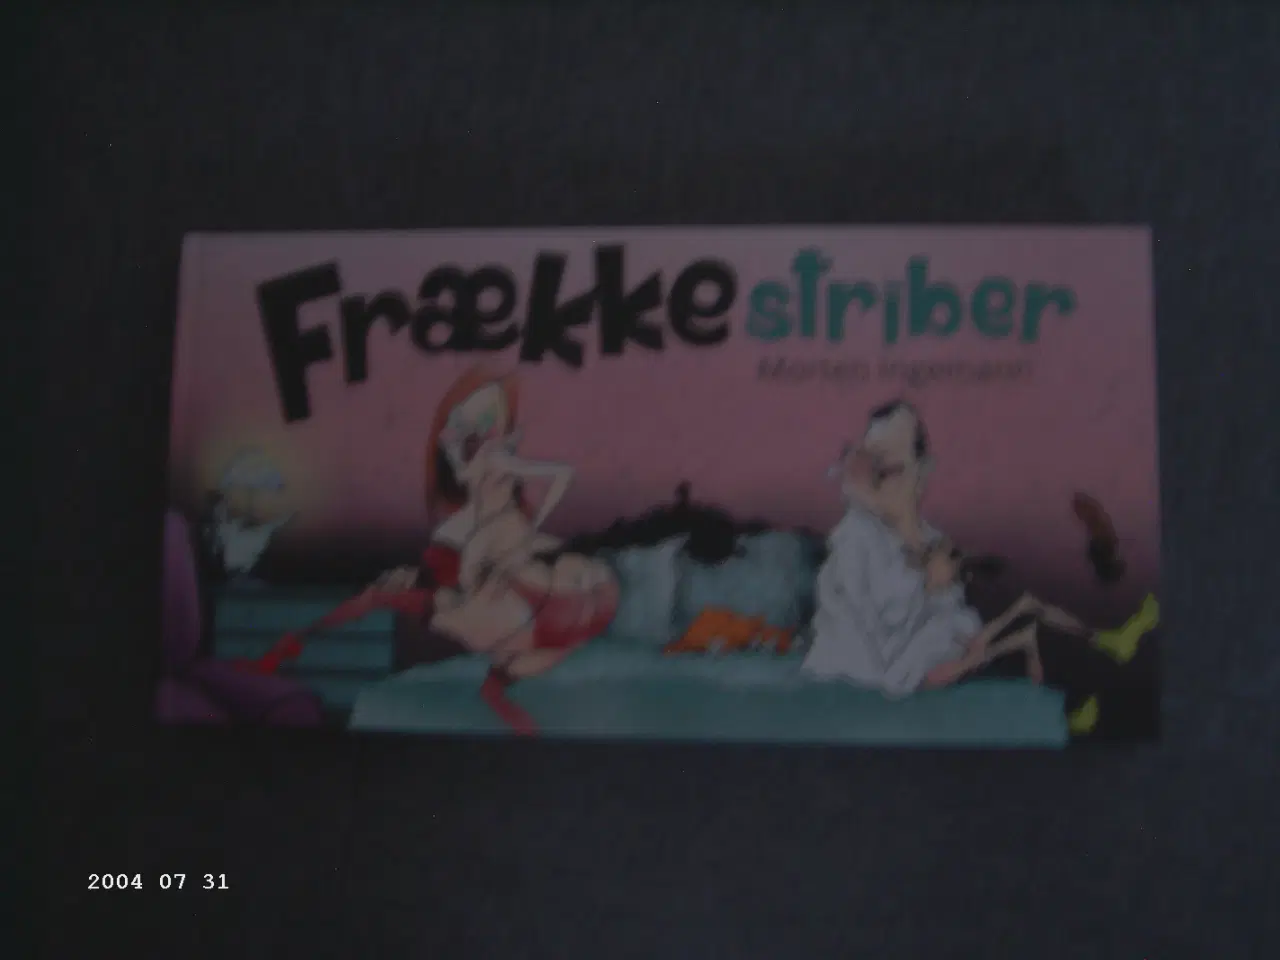 Frække striber
Morten Ingemann
2004 07 31